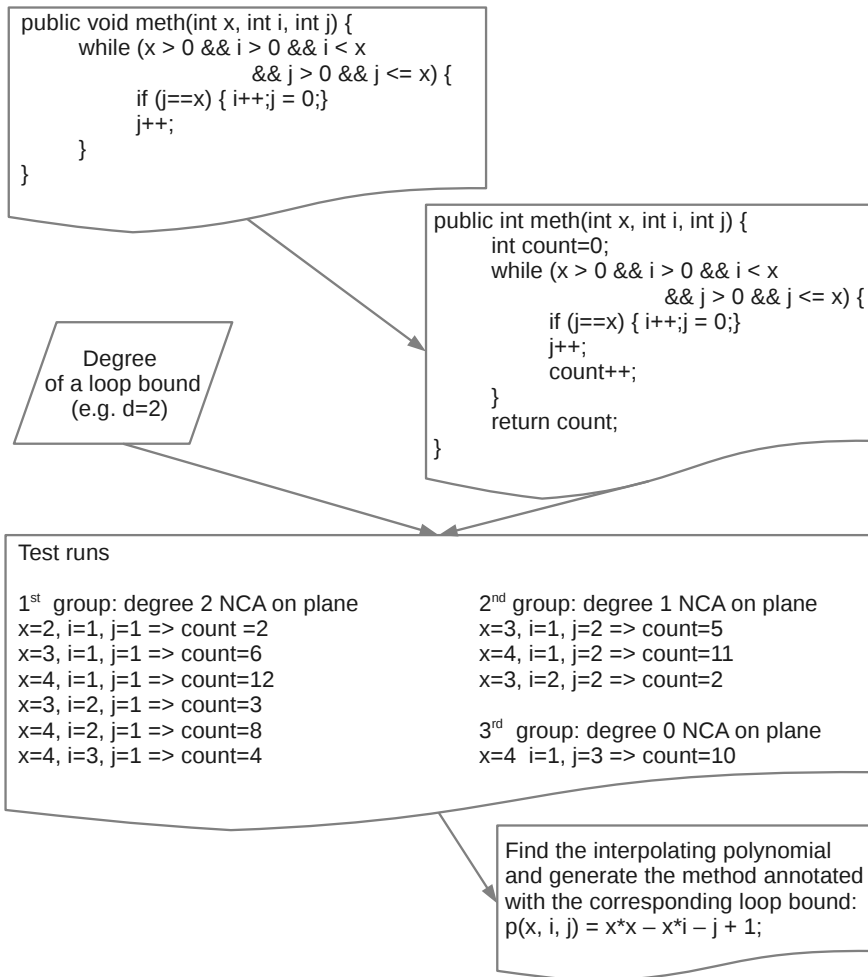 public void meth(int x, int i, int j) {
while (x > 0 && i > 0 && i < x
&& j > 0 && j <= x) {
if (j==x) { i++;j = 0;}
j++;
}
}
public int meth(int x, int i, int j) {
int count=0;
while (x > 0 && i > 0 && i < x
&& j > 0 && j <= x) {
if (j==x) { i++;j = 0;}
j++;
count++;
}
return count;
}
Degree
of a loop bound
(e.g. d=2)
Test runs
1st group: degree 2 NCA on plane
x=2, i=1, j=1 => count =2
x=3, i=1, j=1 => count=6
x=4, i=1, j=1 => count=12
x=3, i=2, j=1 => count=3
x=4, i=2, j=1 => count=8
x=4, i=3, j=1 => count=4
2nd group: degree 1 NCA on plane
x=3, i=1, j=2 => count=5
x=4, i=1, j=2 => count=11
x=3, i=2, j=2 => count=2
3rd group: degree 0 NCA on plane
x=4 i=1, j=3 => count=10
Find the interpolating polynomial
and generate the method annotated
with the corresponding loop bound:
p(x, i, j) = x*x – x*i – j + 1;